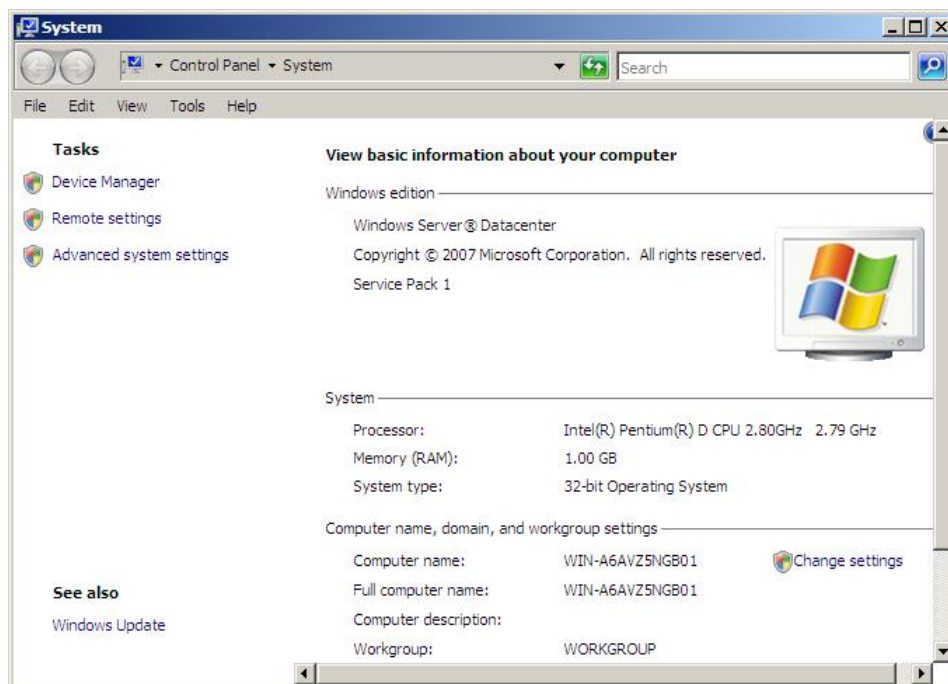 System
Control Panel System
Search
File Edit View Tools Help
Tasks
Device Manager
Remote settings
Advanced system settings
See also
Windows Update
View basic information about your computer
Windows edition
Windows Server® Datacenter
Copyright © 2007 Microsoft Corporation. All rights reserved.
Service Pack 1
System
Processor: Intel(R) Pentium(R) D CPU 2.80GHz 2.79 GHz
Memory (RAM): 1.00 GB
System type: 32-bit Operating System
Computer name, domain, and workgroup settings
Computer name: WIN-A6AVZ5NGB01 Change settings
Full computer name: WIN-A6AVZ5NGB01
Computer description:
Workgroup: WORKGROUP